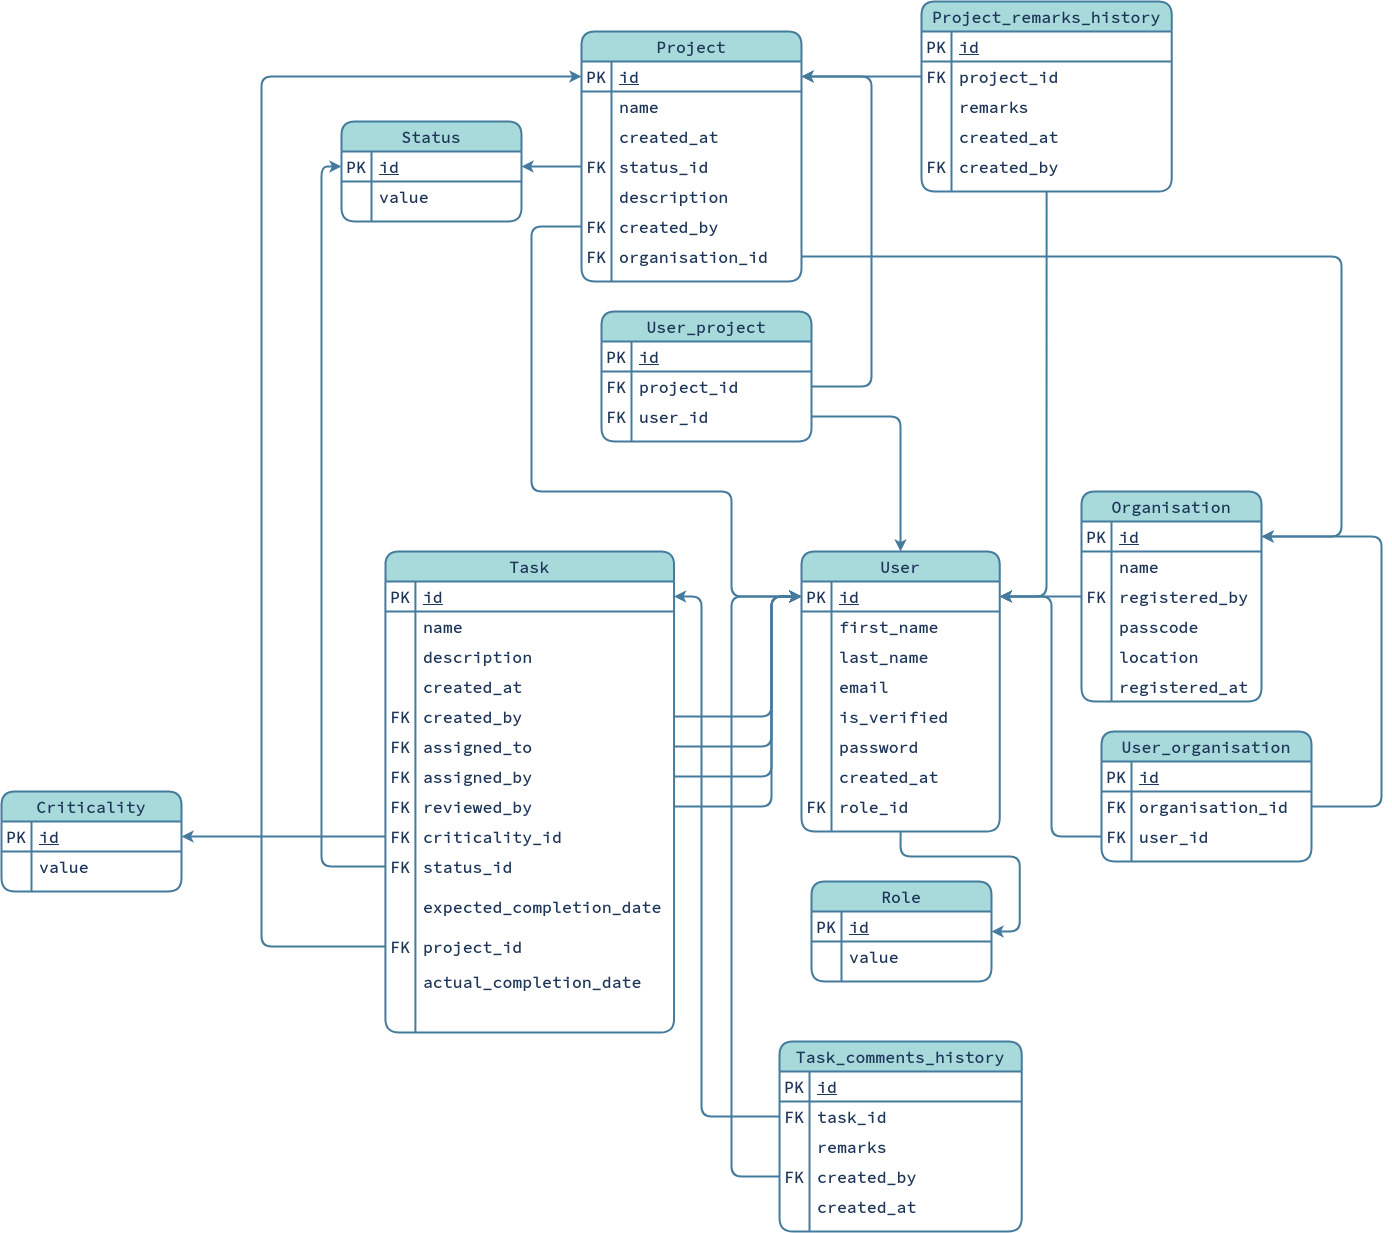 Project_remarks_history
PK id
FK project_id
remarks
created_at
FK created_by
Project
PK id
name
created_at
FK status_id
description
FK created_by
FK organisation_id
Status
PK id
value
User_project
PK id
FK project_id
FK user_id
Organisation
PK id
name
FK registered_by
passcode
location
registered_at
Task
PK id
name
description
created_at
FK created_by
FK assigned_to
FK assigned_by
FK reviewed_by
FK criticality_id
FK status_id
expected_completion_date
FK project_id
actual_completion_date
User
PK id
first_name
last_name
email
is_verified
password
created_at
FK role_id
User_organisation
PK id
FK organisation_id
FK user_id
Criticality
PK id
value
Role
PK id
value
Task_comments_history
PK id
FK task_id
remarks
FK created_by
created_at